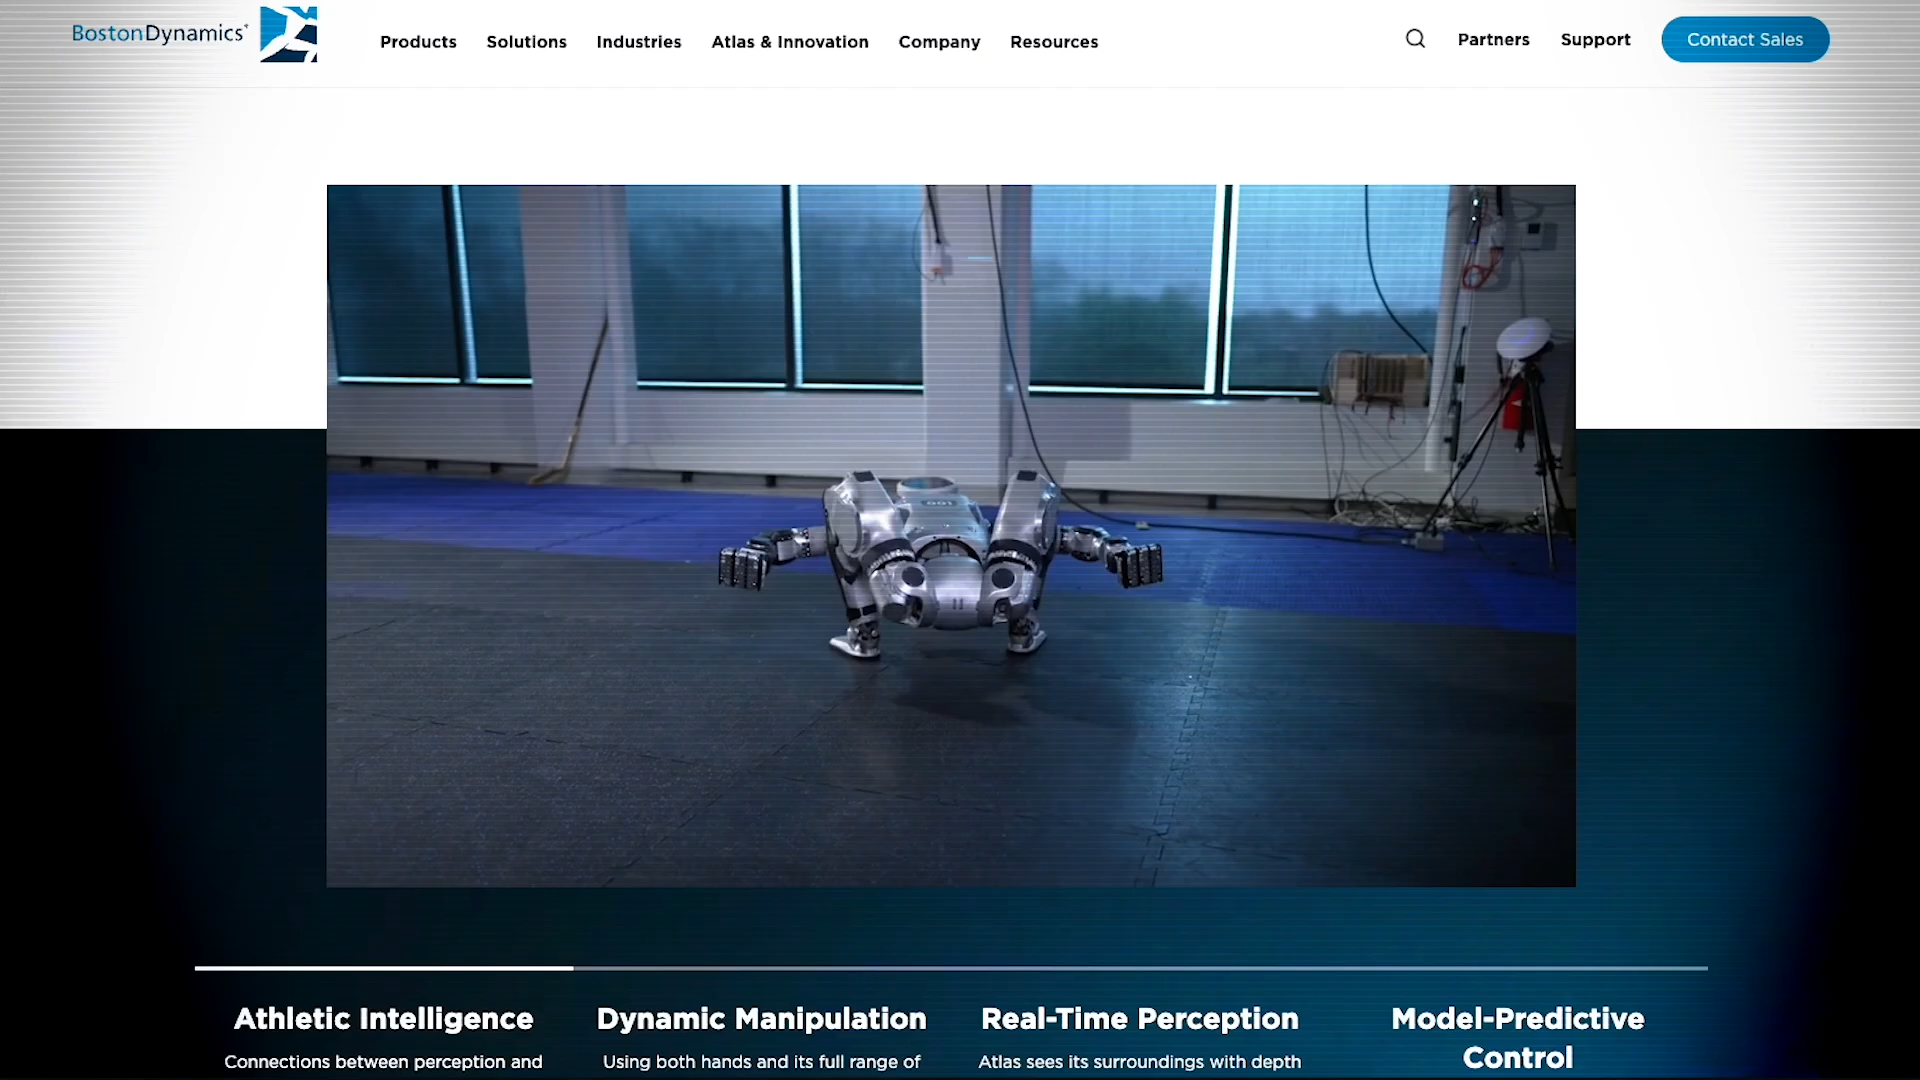 BostonDynamics
Products Solutions Industries Atlas & Innovation Company Resources
Partners Support Contact Sales
001
Athletic Intelligence
Connections between perception and
Dynamic Manipulation
Using both hands and its full range of
Real-Time Perception
Atlas sees its surroundings with depth
Model-Predictive
Control